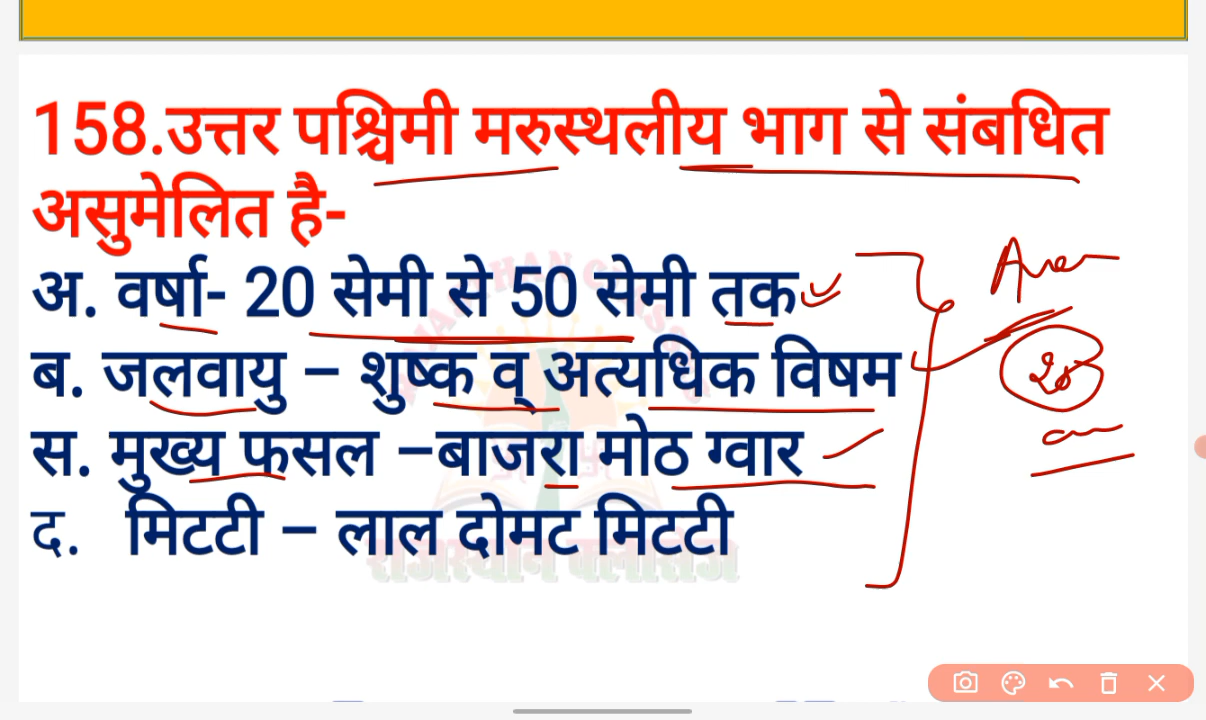 158.उत्तर पश्चिमी मरुस्थलीय भाग से संबधित
असुमेलित है-
अ. वर्षा- 20 सेमी से 50 सेमी तक
ब. जलवायु – शुष्क व् अत्यधिक विषम
स. मुख्य फसल –बाजरा मोठ ग्वार
द. मिटटी – लाल दोमट मिटटी
राजस्थान क्लासेज